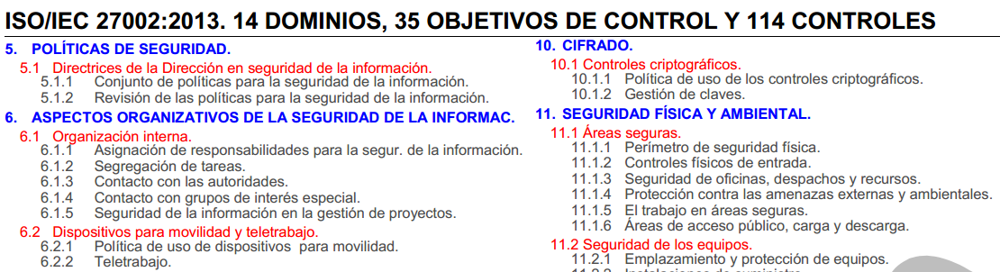 ISO/IEC 27002:2013. 14 DOMINIOS, 35 OBJETIVOS DE CONTROL Y 114 CONTROLES
5. POLÍTICAS DE SEGURIDAD.
5.1 Directrices de la Dirección en seguridad de la información.
5.1.1 Conjunto de políticas para la seguridad de la información.
5.1.2 Revisión de las políticas para la seguridad de la información.
6. ASPECTOS ORGANIZATIVOS DE LA SEGURIDAD DE LA INFORMAC.
6.1 Organización interna.
6.1.1 Asignación de responsabilidades para la segur. de la información.
6.1.2 Segregación de tareas.
6.1.3 Contacto con las autoridades.
6.1.4 Contacto con grupos de interés especial.
6.1.5 Seguridad de la información en la gestión de proyectos.
6.2 Dispositivos para movilidad y teletrabajo.
6.2.1 Política de uso de dispositivos para movilidad.
6.2.2 Teletrabajo.
10. CIFRADO.
10.1 Controles criptográficos.
10.1.1 Política de uso de los controles criptográficos.
10.1.2 Gestión de claves.
11. SEGURIDAD FÍSICA Y AMBIENTAL.
11.1 Áreas seguras.
11.1.1 Perímetro de seguridad física.
11.1.2 Controles físicos de entrada.
11.1.3 Seguridad de oficinas, despachos y recursos.
11.1.4 Protección contra las amenazas externas y ambientales.
11.1.5 El trabajo en áreas seguras.
11.1.6 Áreas de acceso público, carga y descarga.
11.2 Seguridad de los equipos.
11.2.1 Emplazamiento y protección de equipos.